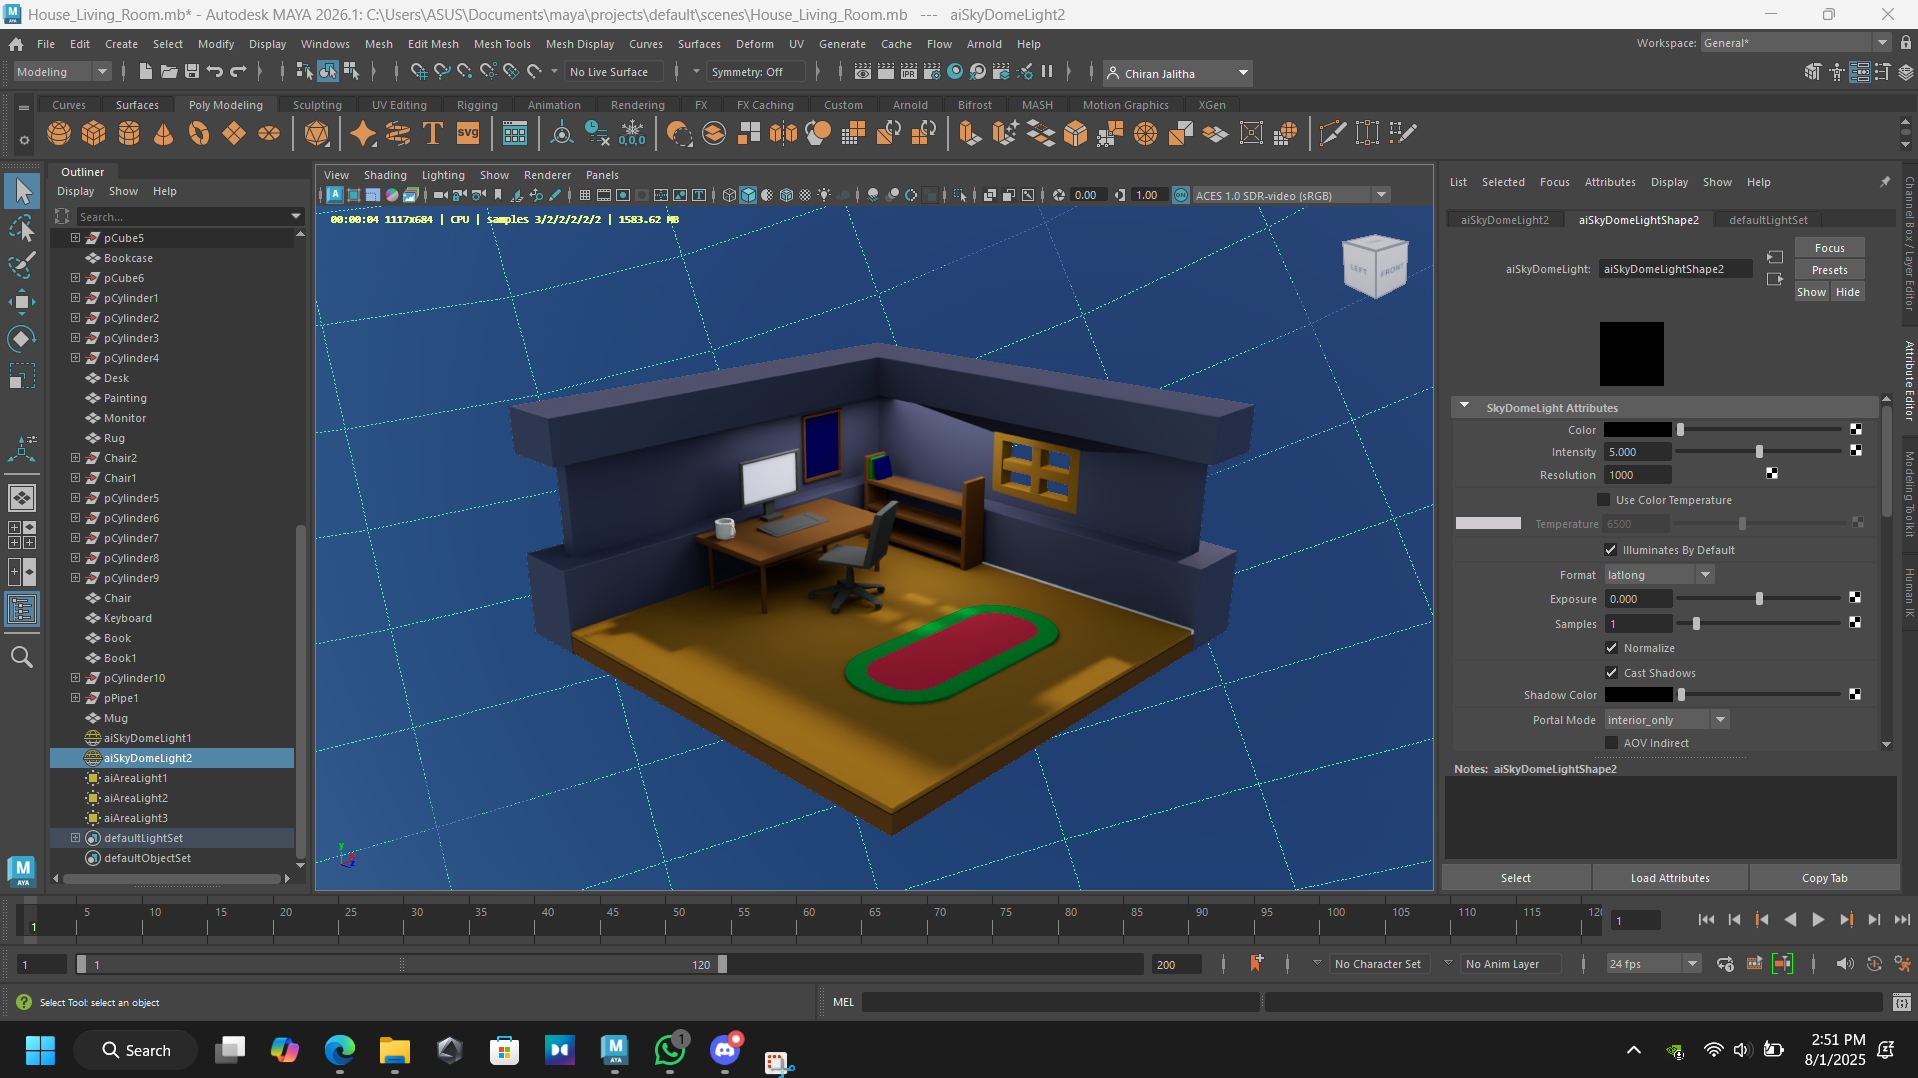 House_Living_Room.mb* - Autodesk MAYA 2026.1: C:\Users\ASUS\Documents\maya\projects\default\scenes\House_Living_Room.mb --- aiSkyDomeLight2
File Edit Create Select Modify Display Windows Mesh Edit Mesh Mesh Tools Mesh Display Curves Surfaces Deform UV Generate Cache Flow Arnold Help
Workspace: General*
Modeling
No Live Surface
Symmetry: Off
Chiran Jalitha
Curves Surfaces Poly Modeling Sculpting UV Editing Rigging Animation Rendering FX FX Caching Custom Arnold Bifrost MASH Motion Graphics XGen
Outliner
Display Show Help
Search...
pCube5
Bookcase
pCube6
pCylinder1
pCylinder2
pCylinder3
pCylinder4
Desk
Painting
Monitor
Rug
Chair2
Chair1
pCylinder5
pCylinder6
pCylinder7
pCylinder8
pCylinder9
Chair
Keyboard
Book
Book1
pCylinder10
pPipe1
Mug
aiSkyDomeLight1
aiSkyDomeLight2
aiAreaLight1
aiAreaLight2
aiAreaLight3
defaultLightSet
defaultObjectSet
View Shading Lighting Show Renderer Panels
0.00 1.00 ACES 1.0 SDR-video (sRGB)
00:00:04 1117x684 | CPU | samples 3/2/2/2/2/2 | 1583.62 MB
LEFT FRONT
List Selected Focus Attributes Display Show Help
aiSkyDomeLight2 aiSkyDomeLightShape2 defaultLightSet
aiSkyDomeLight: aiSkyDomeLightShape2
Focus
Presets
Show Hide
SkyDomeLight Attributes
Color
Intensity 5.000
Resolution 1000
Use Color Temperature
Temperature 6500
Illuminates By Default
Format latlong
Exposure 0.000
Samples 1
Normalize
Cast Shadows
Shadow Color
Portal Mode interior_only
AOV Indirect
Notes: aiSkyDomeLightShape2
Select Load Attributes Copy Tab
Channel Box / Layer Editor
Attribute Editor
Modeling Toolkit
Human IK
5 10 15 20 25 30 35 40 45 50 55 60 65 70 75 80 85 90 95 100 105 110 115 120
1
1
1 1 120 200
No Character Set
No Anim Layer
24 fps
Select Tool: select an object
MEL
Search
1
2:51 PM
8/1/2025